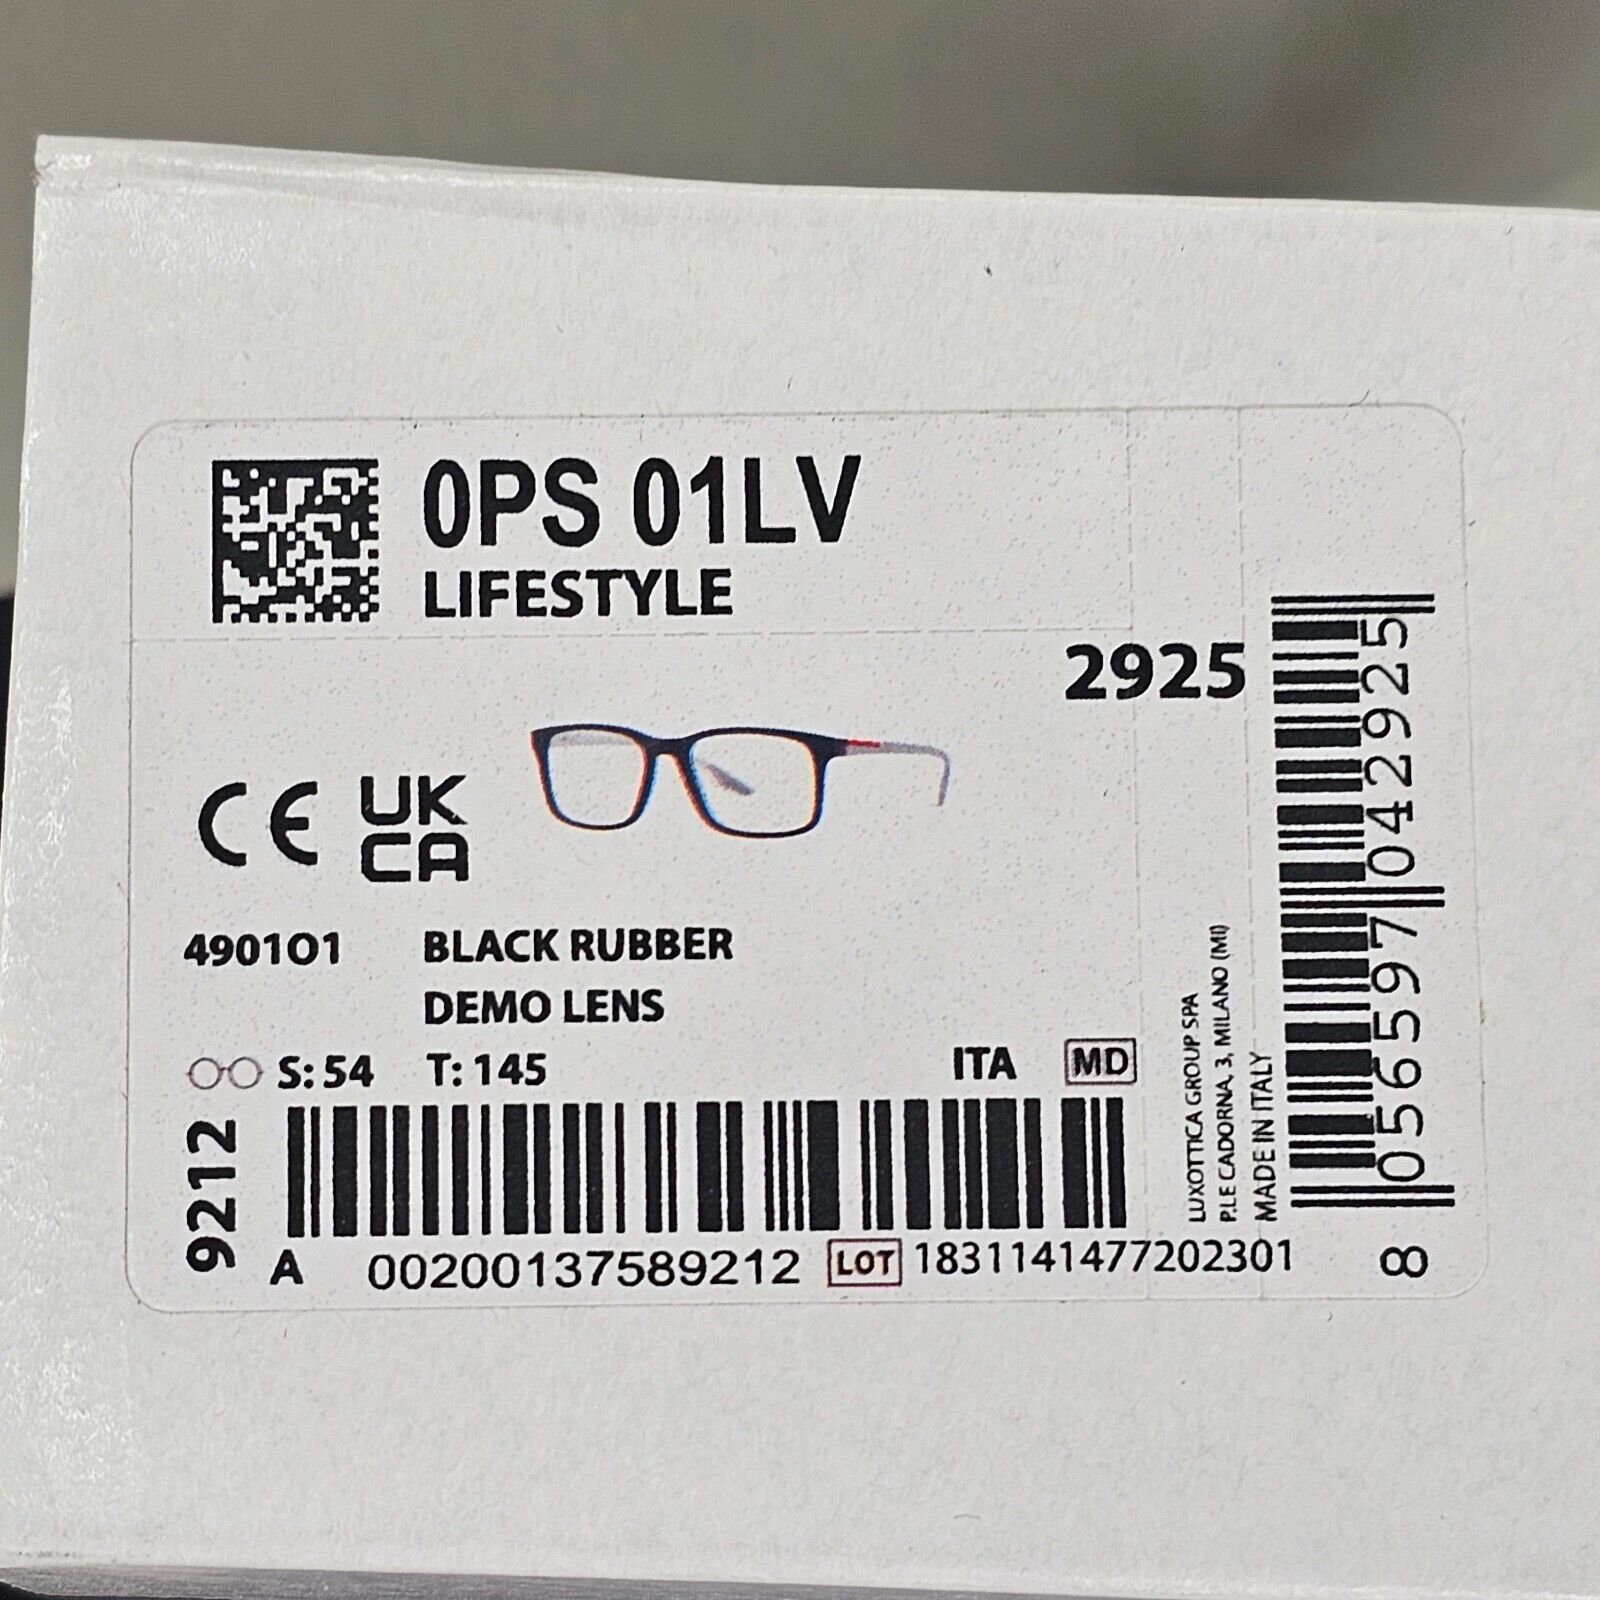 0PS 01LV
LIFESTYLE
2925
CE UK
CA
4901O1 BLACK RUBBER
DEMO LENS
S: 54 T: 145 ITA MD
9212
A 00200137589212 LOT 1831141477202301
LUXOTTICA GROUP SPA
P.LE CADORNA, 3, MILANO (MI)
MADE IN ITALY
8 056597 042925